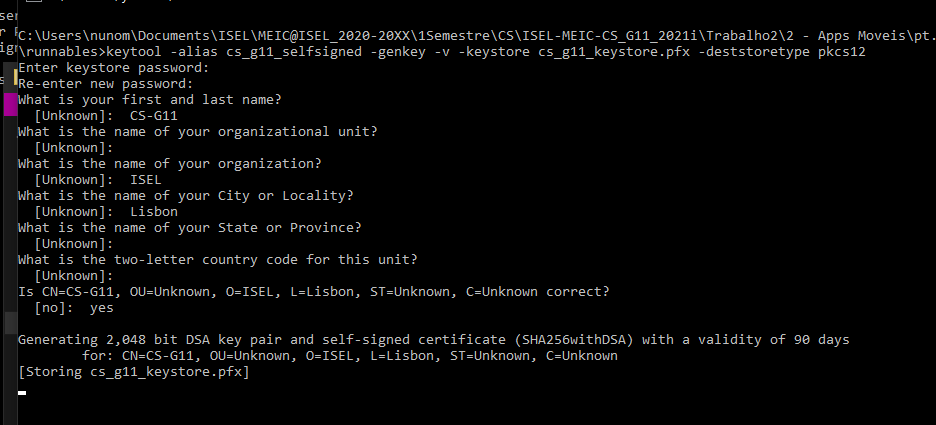 C:\Users\nunom\Documents\ISEL\MEIC@ISEL_2020-20XX\1Semestre\CS\ISEL-MEIC-CS_G11_2021i\Trabalho2\2 - Apps Moveis\pt.
\runnables>keytool -alias cs_g11_selfsigned -genkey -v -keystore cs_g11_keystore.pfx -deststoretype pkcs12
Enter keystore password:
Re-enter new password:
What is your first and last name?
  [Unknown]:  CS-G11
What is the name of your organizational unit?
  [Unknown]:
What is the name of your organization?
  [Unknown]:  ISEL
What is the name of your City or Locality?
  [Unknown]:  Lisbon
What is the name of your State or Province?
  [Unknown]:
What is the two-letter country code for this unit?
  [Unknown]:
Is CN=CS-G11, OU=Unknown, O=ISEL, L=Lisbon, ST=Unknown, C=Unknown correct?
  [no]:  yes

Generating 2,048 bit DSA key pair and self-signed certificate (SHA256withDSA) with a validity of 90 days
        for: CN=CS-G11, OU=Unknown, O=ISEL, L=Lisbon, ST=Unknown, C=Unknown
[Storing cs_g11_keystore.pfx]